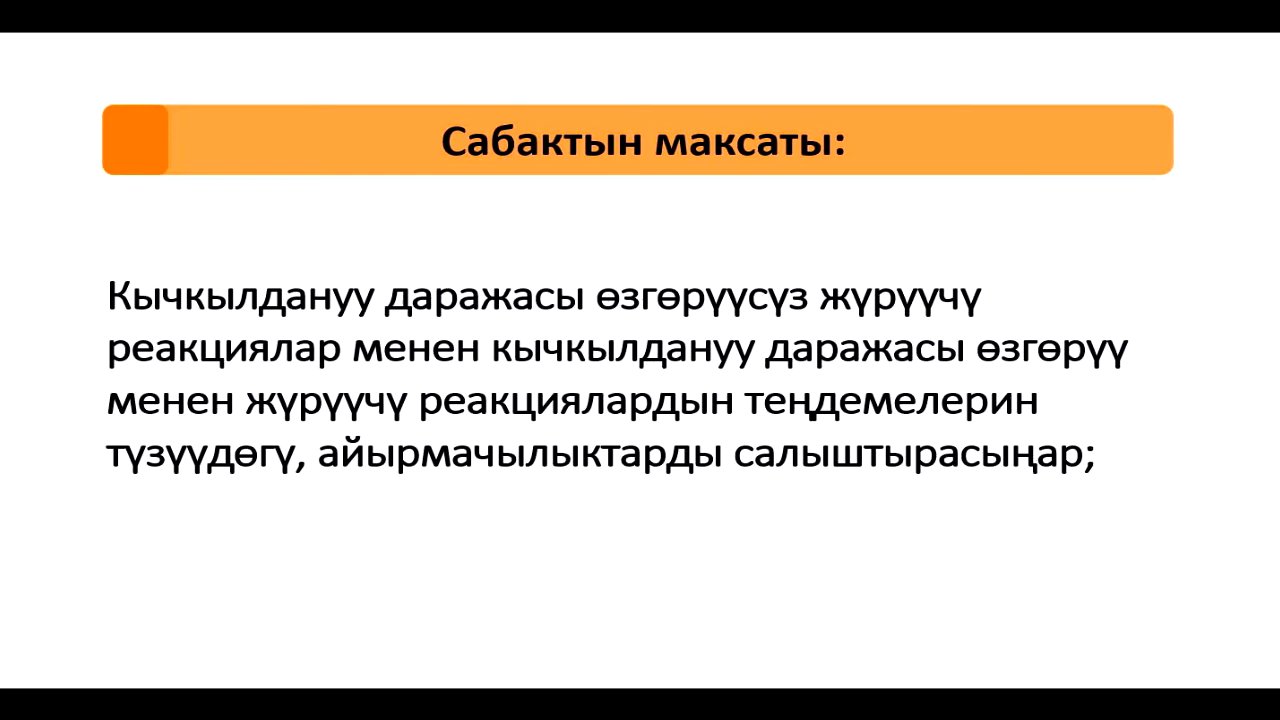 Сабактын максаты:
Кычкылдануу даражасы өзгөрүүсүз жүрүүчү
реакциялар менен кычкылдануу даражасы өзгөрүү
менен жүрүүчү реакциялардын теңдемелерин
түзүүдөгү, айырмачылыктарды салыштырасыңар;